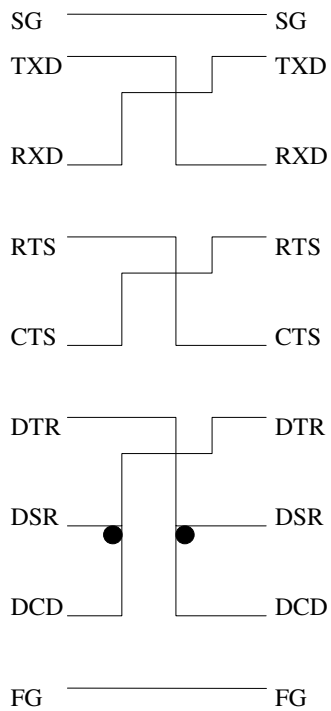 SG SG
TXD TXD
RXD RXD
RTS RTS
CTS CTS
DTR DTR
DSR DSR
DCD DCD
FG FG